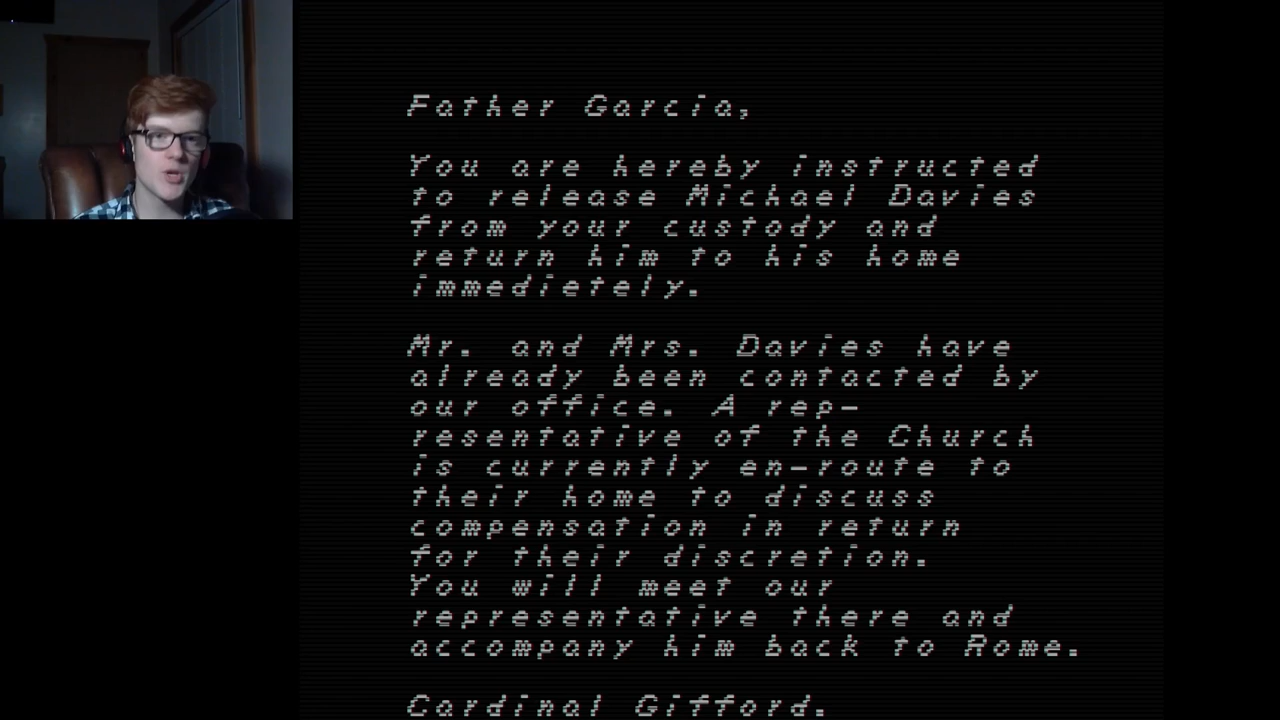 Father Garcia,
You are hereby instructed
to release Michael Davies
from your custody and
return him to his home
immedietely.
Mr. and Mrs. Davies have
already been contacted by
our office. A rep-
resentative of the Church
is currently en-route to
their home to discuss
compensation in return
for their discretion.
You will meet our
representative there and
accompany him back to Rome.
Cardinal Gifford.